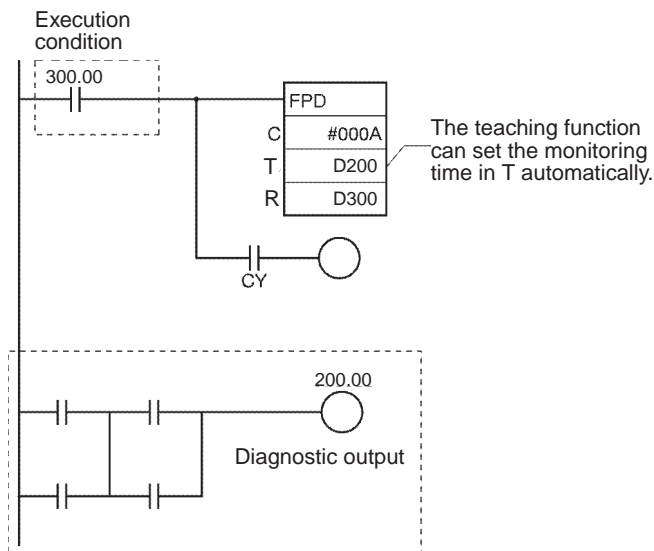 Execution
condition
300.00
FPD
C #000A
T D200
R D300
The teaching function
can set the monitoring
time in T automatically.
CY
200.00
Diagnostic output